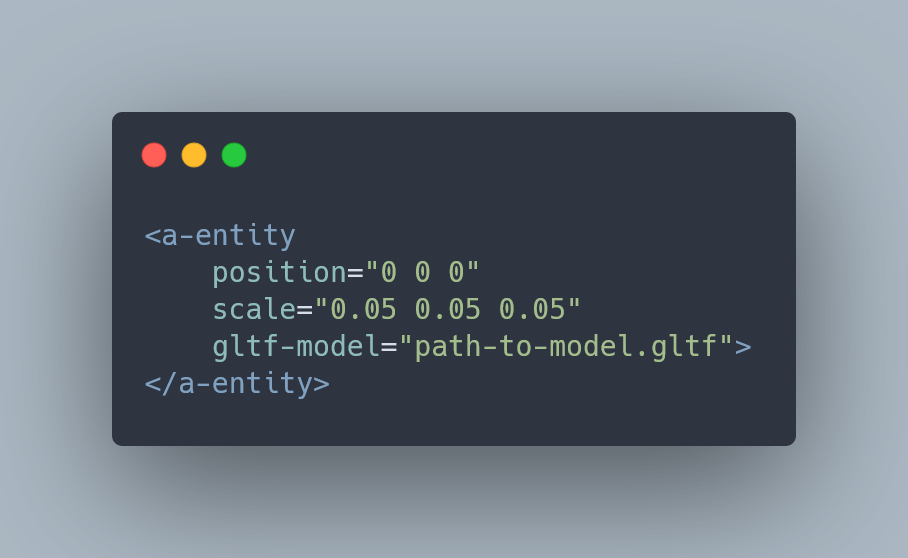 <a-entity
    position="0 0 0"
    scale="0.05 0.05 0.05"
    gltf-model="path-to-model.gltf">
</a-entity>